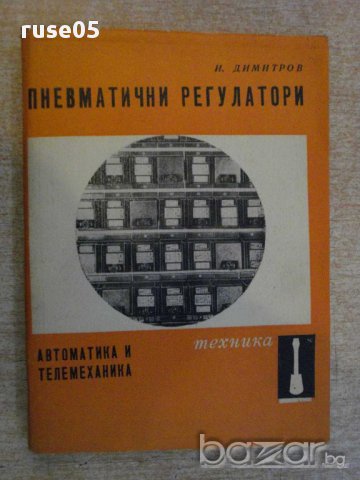 ruse05
И. ДИМИТРОВ
ПНЕВМАТИЧНИ РЕГУЛАТОРИ
АВТОМАТИКА И
ТЕЛЕМЕХАНИКА
техника
bazar.bg